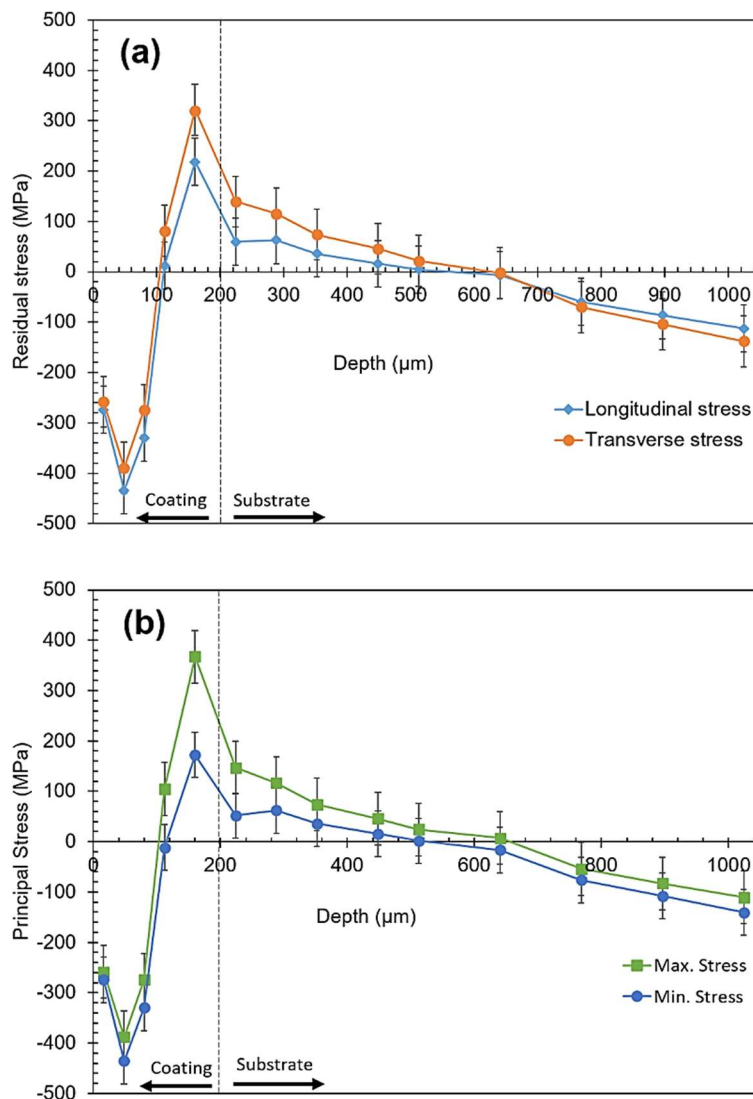 (a)
Residual stress (MPa)
500
400
300
200
100
0
-100
-200
-300
-400
-500
0 100 200 300 400 500 600 700 800 900 1000
Depth (µm)
Longitudinal stress
Transverse stress
Coating Substrate
(b)
Principal Stress (MPa)
500
400
300
200
100
0
-100
-200
-300
-400
-500
0 200 400 600 800 1000
Depth (µm)
Max. Stress
Min. Stress
Coating Substrate